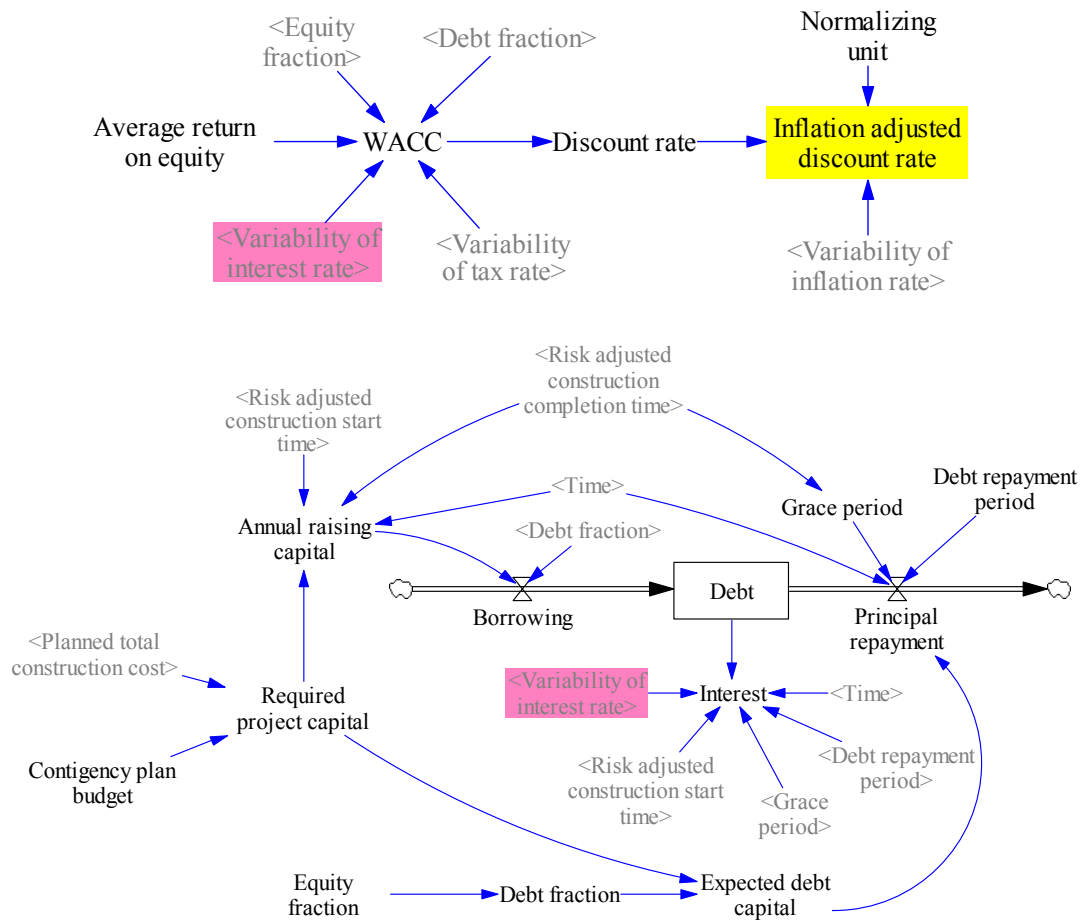 <Equity
fraction>
<Debt fraction>
Normalizing
unit
Average return
on equity
WACC
Discount rate
Inflation adjusted
discount rate
<Variability of
interest rate>
<Variability
of tax rate>
<Variability of
inflation rate>
<Risk adjusted
construction start
time>
<Risk adjusted
construction
completion time>
<Time>
Grace period
Debt repayment
period
Annual raising
capital
<Debt fraction>
Borrowing
Debt
Principal
repayment
<Planned total
construction cost>
Required
project capital
Contigency plan
budget
<Variability of
interest rate>
Interest
<Time>
<Risk adjusted
construction start
time>
<Grace
period>
<Debt repayment
period>
Equity
fraction
Debt fraction
Expected debt
capital